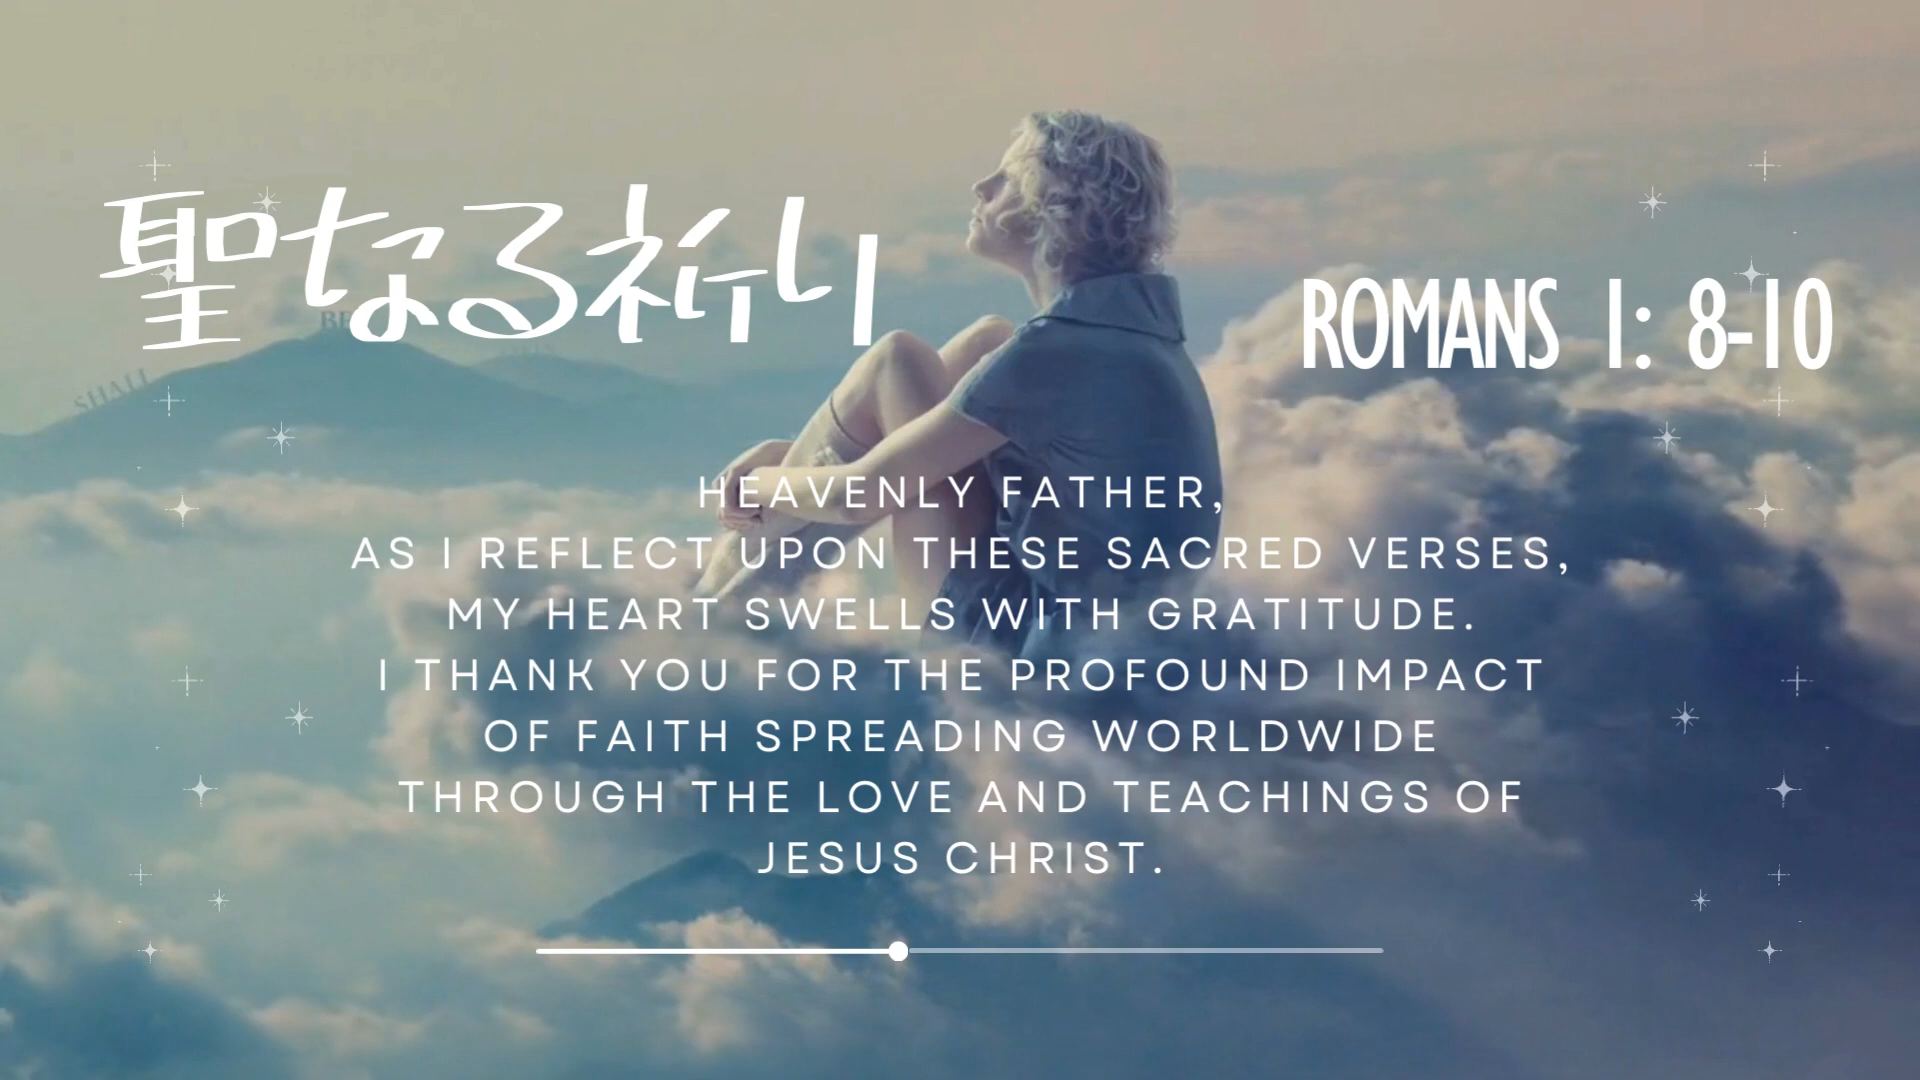 聖なる祈り
ROMANS 1: 8-10
SHALL
HEAVENLY FATHER,
AS I REFLECT UPON THESE SACRED VERSES,
MY HEART SWELLS WITH GRATITUDE.
I THANK YOU FOR THE PROFOUND IMPACT
OF FAITH SPREADING WORLDWIDE
THROUGH THE LOVE AND TEACHINGS OF
JESUS CHRIST.